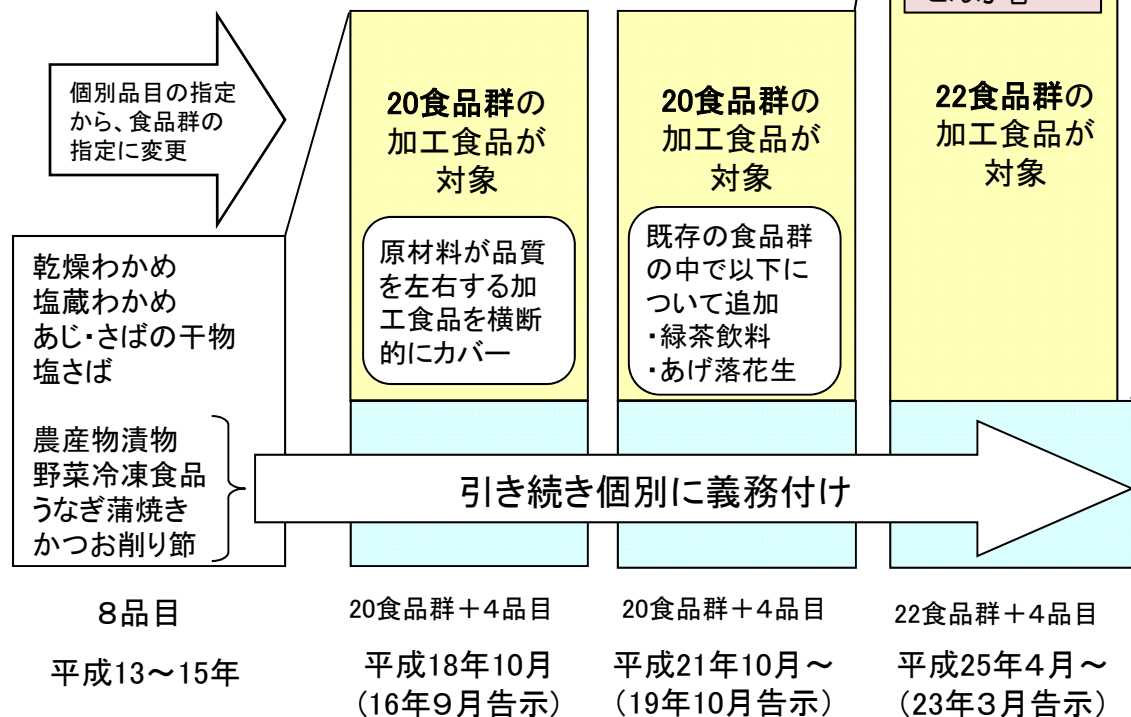 個別品目の指定
から、食品群の
指定に変更
乾燥わかめ
塩蔵わかめ
あじ・さばの干物
塩さば
農産物漬物
野菜冷凍食品
うなぎ蒲焼き
かつお削り節
8品目
平成13～15年
20食品群の
加工食品が
対象
原材料が品質
を左右する加
工食品を横断
的にカバー
20食品群＋4品目
平成18年10月
(16年9月告示)
20食品群の
加工食品が
対象
既存の食品群
の中で以下に
ついて追加
・緑茶飲料
・あげ落花生
20食品群＋4品目
平成21年10月～
(19年10月告示)
22食品群の
加工食品が
対象
22食品群＋4品目
平成25年4月～
(23年3月告示)
引き続き個別に義務付け